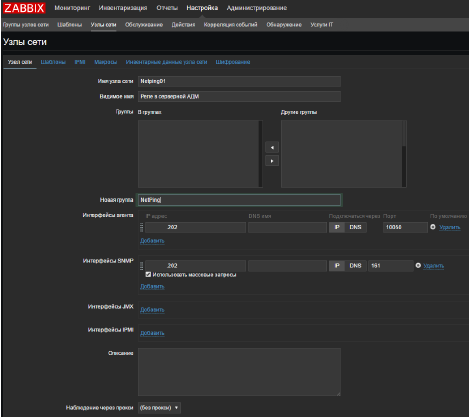 ZABBIX Мониторинг Инвентаризация Отчеты Настройка Администрирование
Группы узлов сети Шаблоны Узлы сети Обслуживание Действия Корреляция событий Обнаружение Услуги IT
Узлы сети
Узел сети Шаблоны IPMI Макросы Инвентарные данные узла сети Шифрование
Имя узла сети Netping01
Видимое имя Реле в серверной АДМ
Группы В группах Другие группы
Новая группа NetPing
Интерфейсы агента IP адрес DNS имя Подключаться через Порт По умолчанию
.202 IP DNS 10050 Удалить
Добавить
Интерфейсы SNMP .202 IP DNS 161 Удалить
Использовать массовые запросы
Добавить
Интерфейсы JMX Добавить
Интерфейсы IPMI Добавить
Описание
Наблюдение через прокси (без прокси)